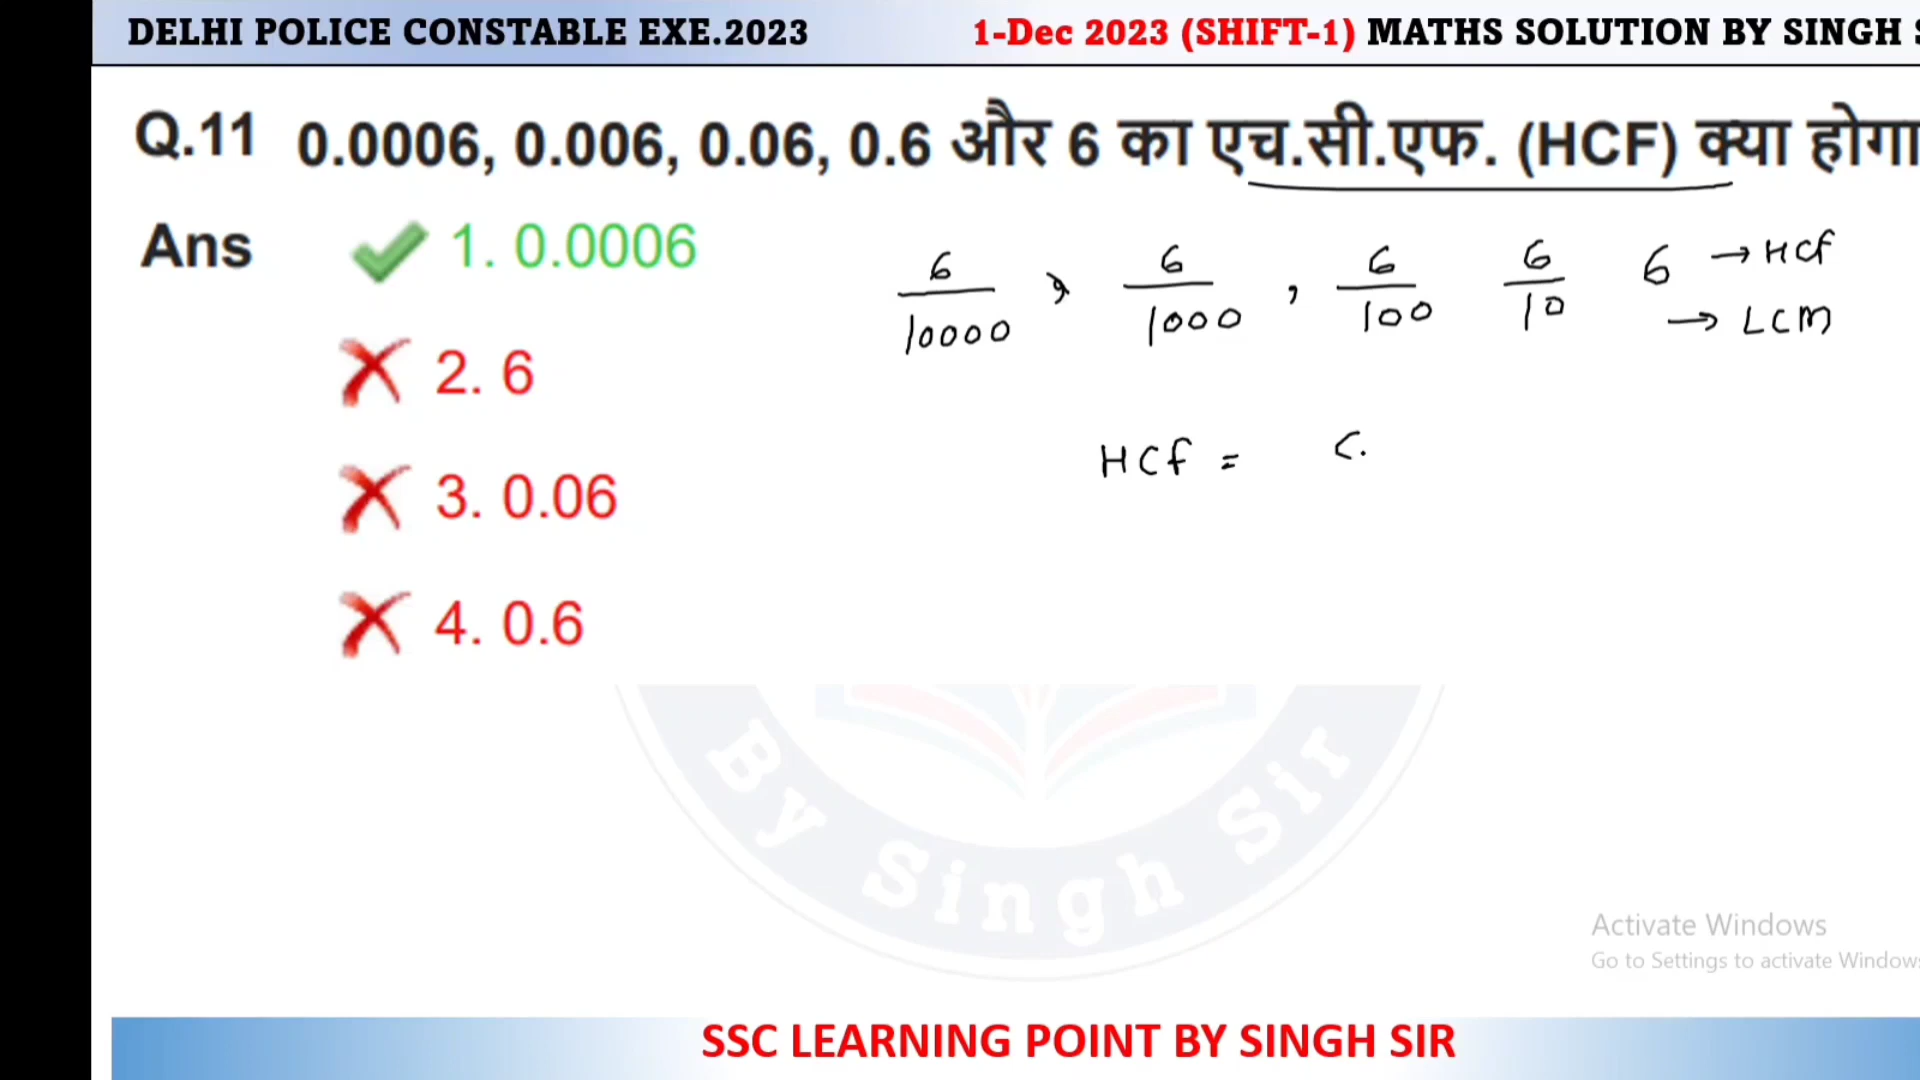 DELHI POLICE CONSTABLE EXE.2023 1-Dec 2023 (SHIFT-1) MATHS SOLUTION BY SINGH S
Q.11 0.0006, 0.006, 0.06, 0.6 और 6 का एच.सी.एफ. (HCF) क्या होगा
Ans 1. 0.0006
2. 6
3. 0.06
4. 0.6
6/10000 , 6/1000 , 6/100 6/10 6 → HCf
→ LCM
HCf =
By Singh Sir
Activate Windows
Go to Settings to activate Windows
SSC LEARNING POINT BY SINGH SIR